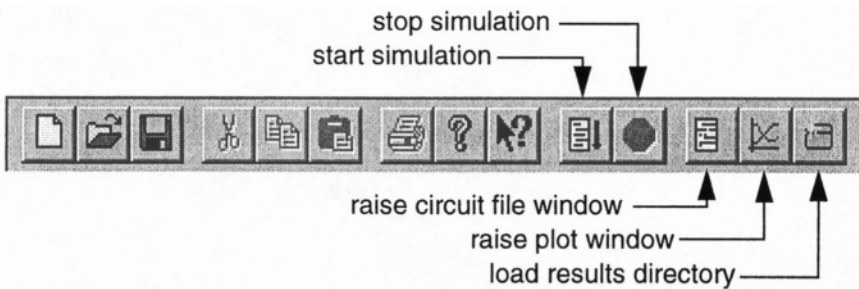 stop simulation
start simulation
raise circuit file window
raise plot window
load results directory